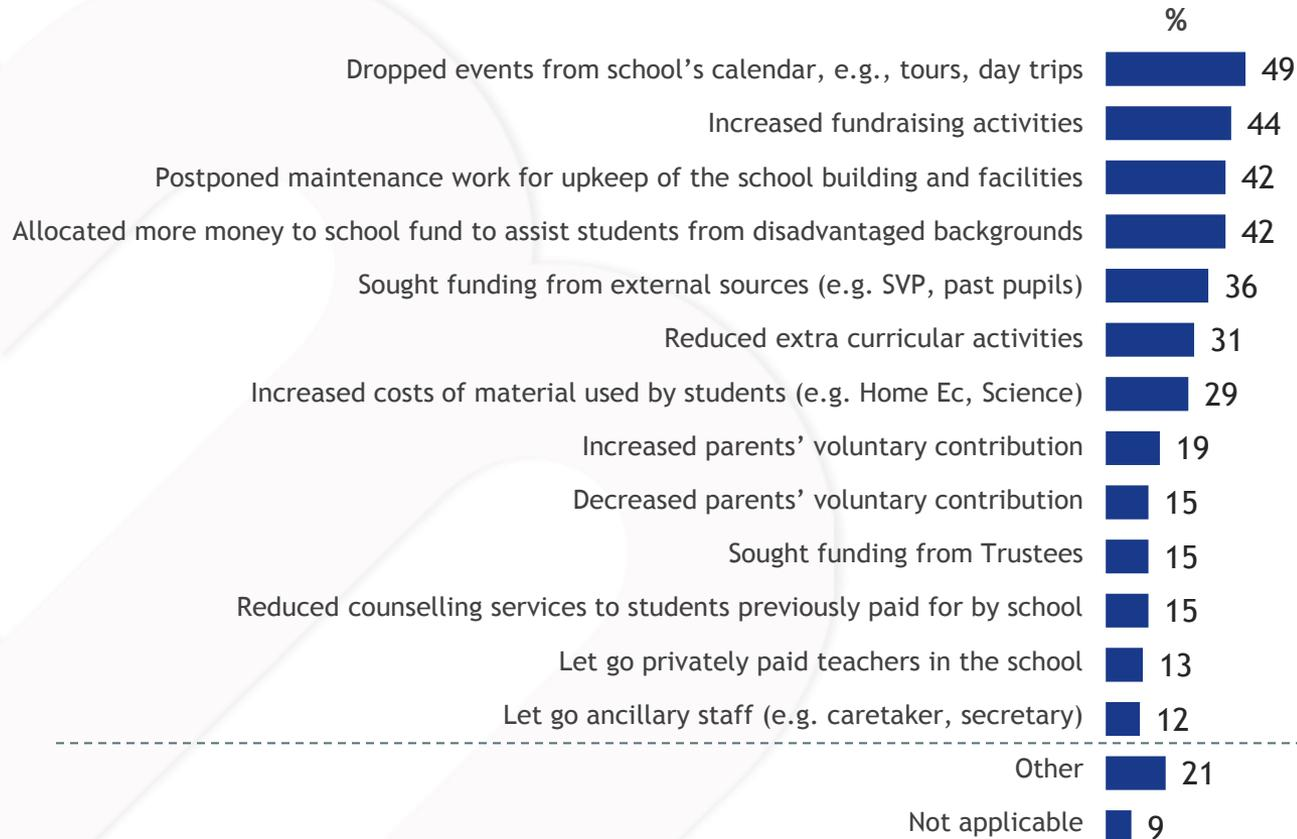 %
Dropped events from school’s calendar, e.g., tours, day trips 49
Increased fundraising activities 44
Postponed maintenance work for upkeep of the school building and facilities 42
Allocated more money to school fund to assist students from disadvantaged backgrounds 42
Sought funding from external sources (e.g. SVP, past pupils) 36
Reduced extra curricular activities 31
Increased costs of material used by students (e.g. Home Ec, Science) 29
Increased parents’ voluntary contribution 19
Decreased parents’ voluntary contribution 15
Sought funding from Trustees 15
Reduced counselling services to students previously paid for by school 15
Let go privately paid teachers in the school 13
Let go ancillary staff (e.g. caretaker, secretary) 12
Other 21
Not applicable 9